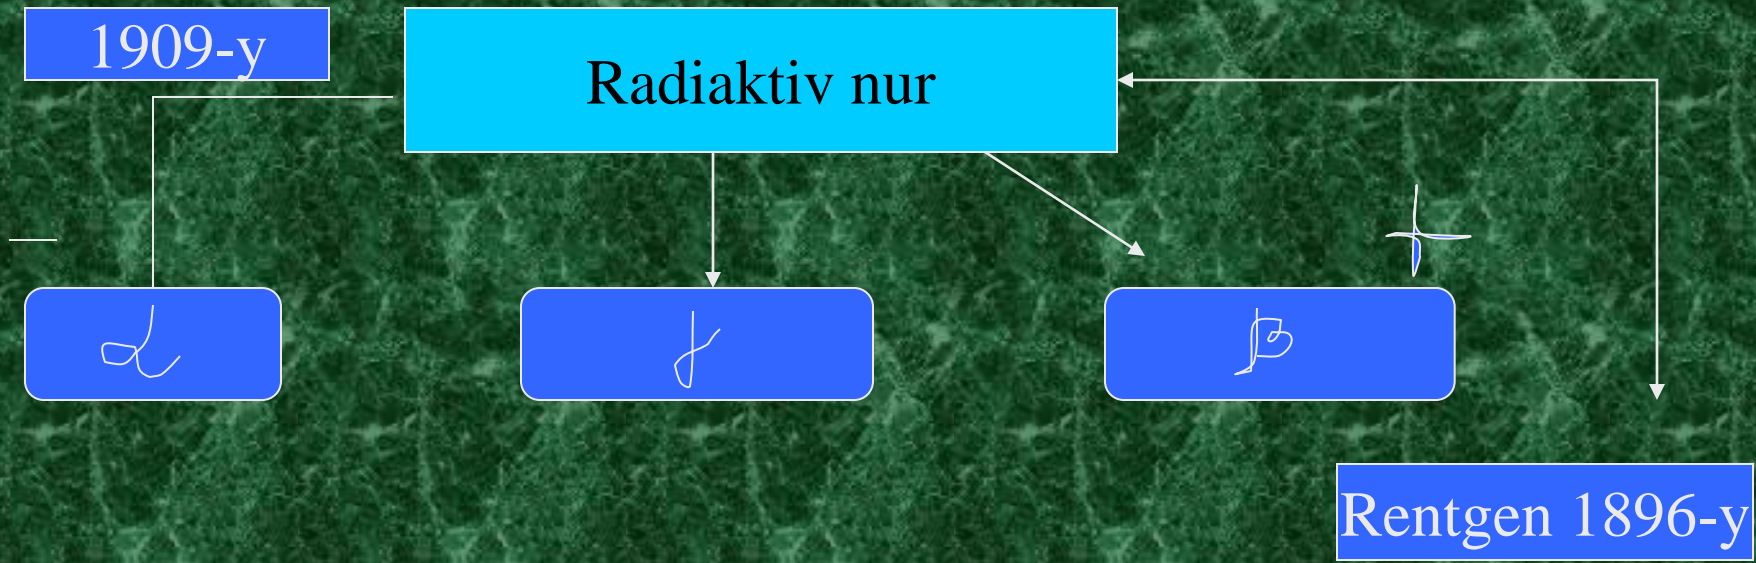 1909-y
Radiaktiv nur
α
γ
β
Rentgen 1896-y